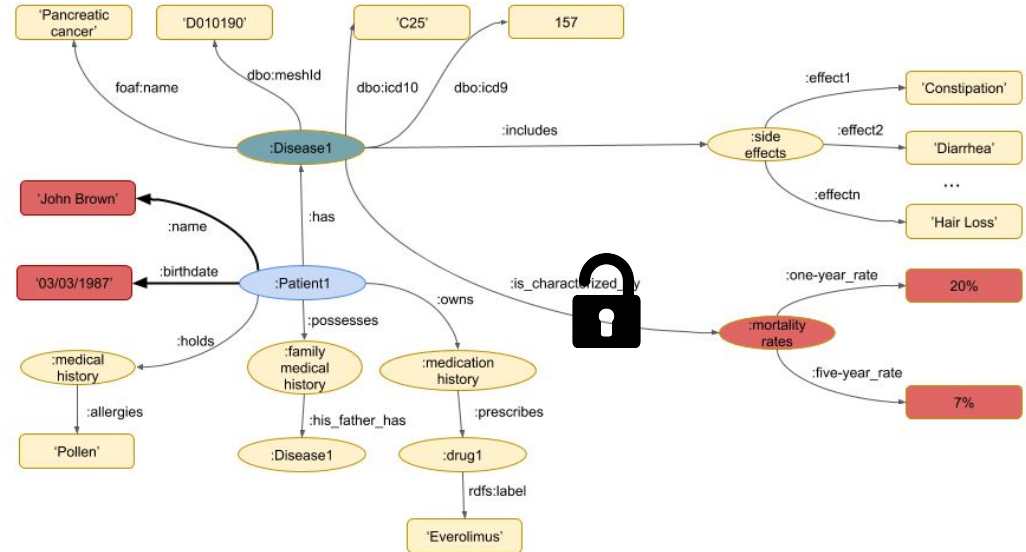 'Pancreatic
cancer'
'D010190'
'C25'
157
foaf:name
dbo:meshId
dbo:icd10
dbo:icd9
:effect1
'Constipation'
:includes
:effect2
:Disease1
:side
effects
'Diarrhea'
...
:effectn
'Hair Loss'
'John Brown'
:name
:has
'03/03/1987'
:birthdate
:Patient1
:is_characterized_by
:one-year_rate
20%
:owns
:possesses
:mortality
rates
:holds
:medical
history
:family
medical
history
:medication
history
:five-year_rate
7%
:allergies
:his_father_has
:prescribes
'Pollen'
:Disease1
:drug1
rdfs:label
'Everolimus'